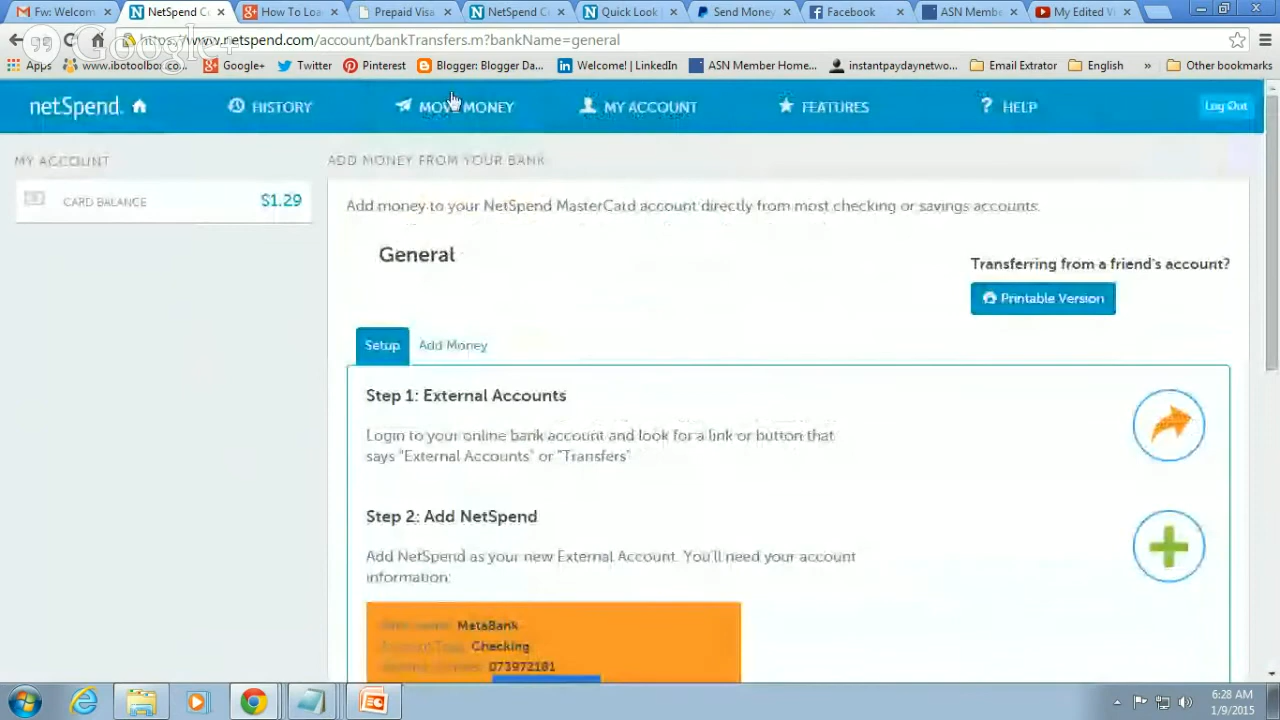 Fw: Welcom
NetSpend C
How To Loa
Prepaid Visa
NetSpend C
Quick Look
Send Money
Facebook
ASN Membe
My Edited V
https://www.netspend.com/account/bankTransfers.m?bankName=general
Google+
Apps
www.ibotoolbox.co...
Google+
Twitter
Pinterest
Blogger: Blogger Da...
Welcome! | LinkedIn
ASN Member Home...
instantpaydaynetwo...
Email Extrator
English
»
Other bookmarks
netSpend.
HISTORY
MOVE MONEY
MY ACCOUNT
FEATURES
? HELP
Log Out
MY ACCOUNT
CARD BALANCE $1.29
ADD MONEY FROM YOUR BANK
Add money to your NetSpend MasterCard account directly from most checking or savings accounts.
General
Transferring from a friend's account?
Printable Version
Setup
Add Money
Step 1: External Accounts
Login to your online bank account and look for a link or button that
says "External Accounts" or "Transfers"
Step 2: Add NetSpend
Add NetSpend as your new External Account. You'll need your account
information:
MetaBank
Checking
073972181
6:28 AM
1/9/2015